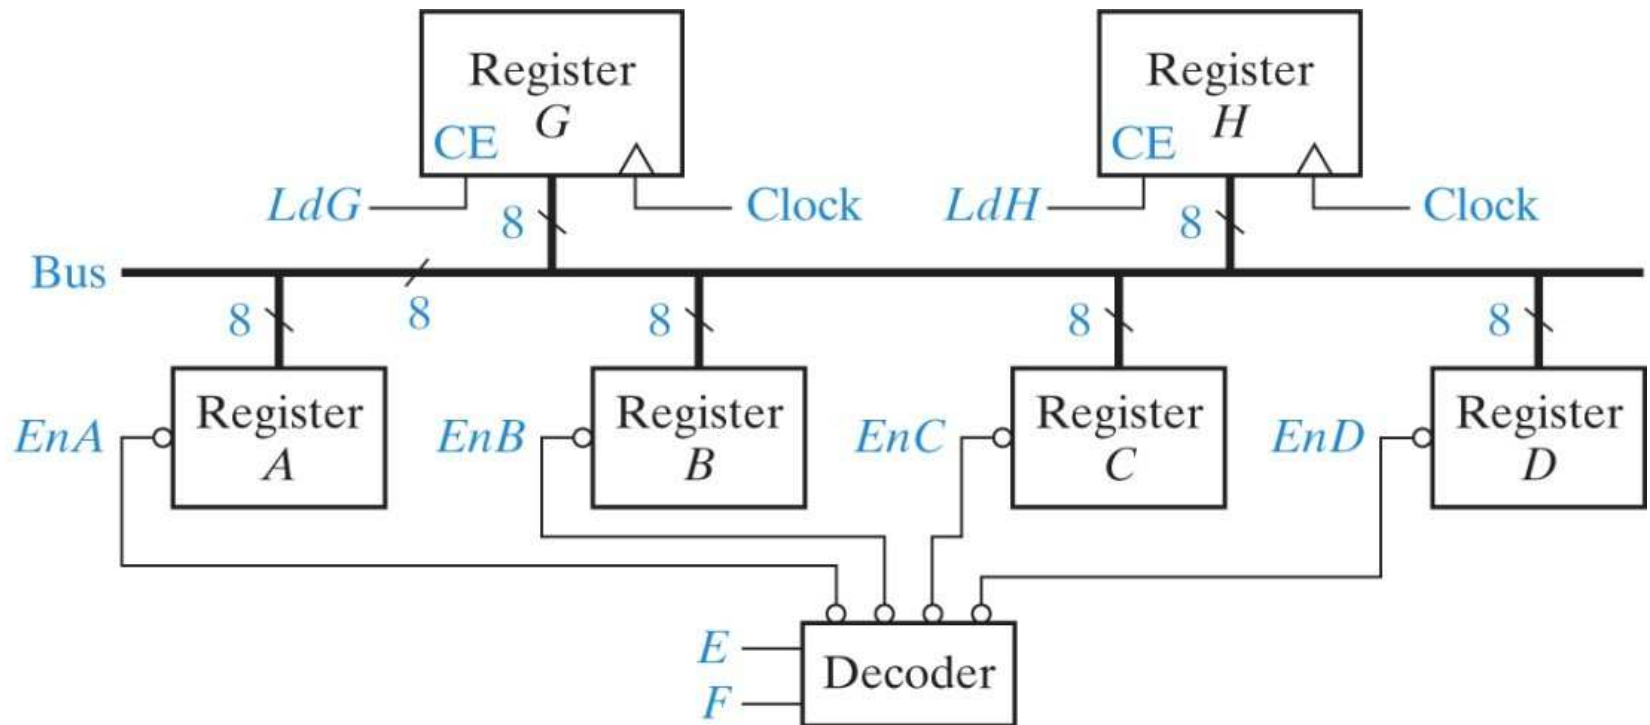 Register
G
CE
LdG
8
Clock
Register
H
CE
LdH
8
Clock
Bus
8
8
8
8
8
EnA
Register
A
EnB
Register
B
EnC
Register
C
EnD
Register
D
E
F
Decoder